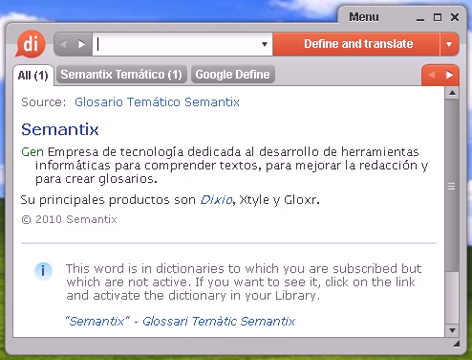 Menu
di
Define and translate
All (1)
Semantix Temático (1)
Google Define
Source: Glosario Temático Semantix
Semantix
Gen Empresa de tecnología dedicada al desarrollo de herramientas
informáticas para comprender textos, para mejorar la redacción y
para crear glosarios.
Su principales productos son Dixio, Xtyle y Gloxr.
© 2010 Semantix
i
This word is in dictionaries to which you are subscribed but
which are not active. If you want to see it, click on the link
and activate the dictionary in your Library.
"Semantix" - Glossari Temàtic Semantix